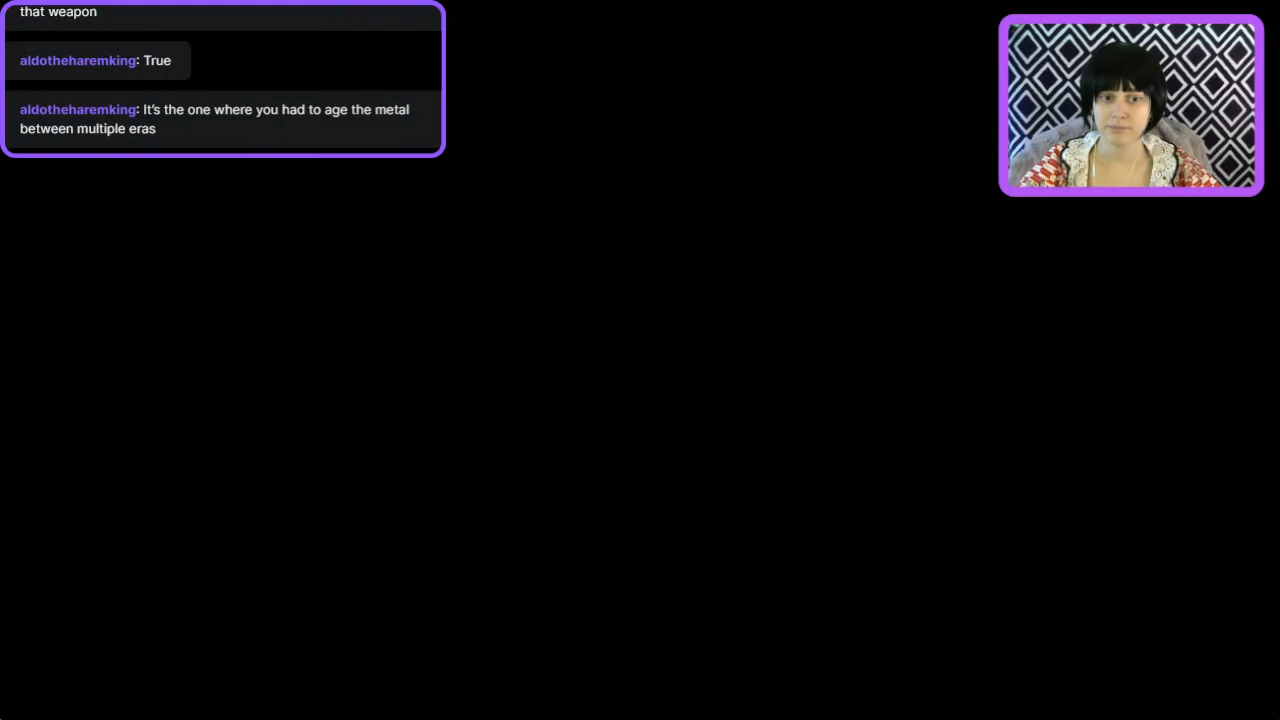 that weapon
aldotheharemking: True
aldotheharemking: It's the one where you had to age the metal
between multiple eras